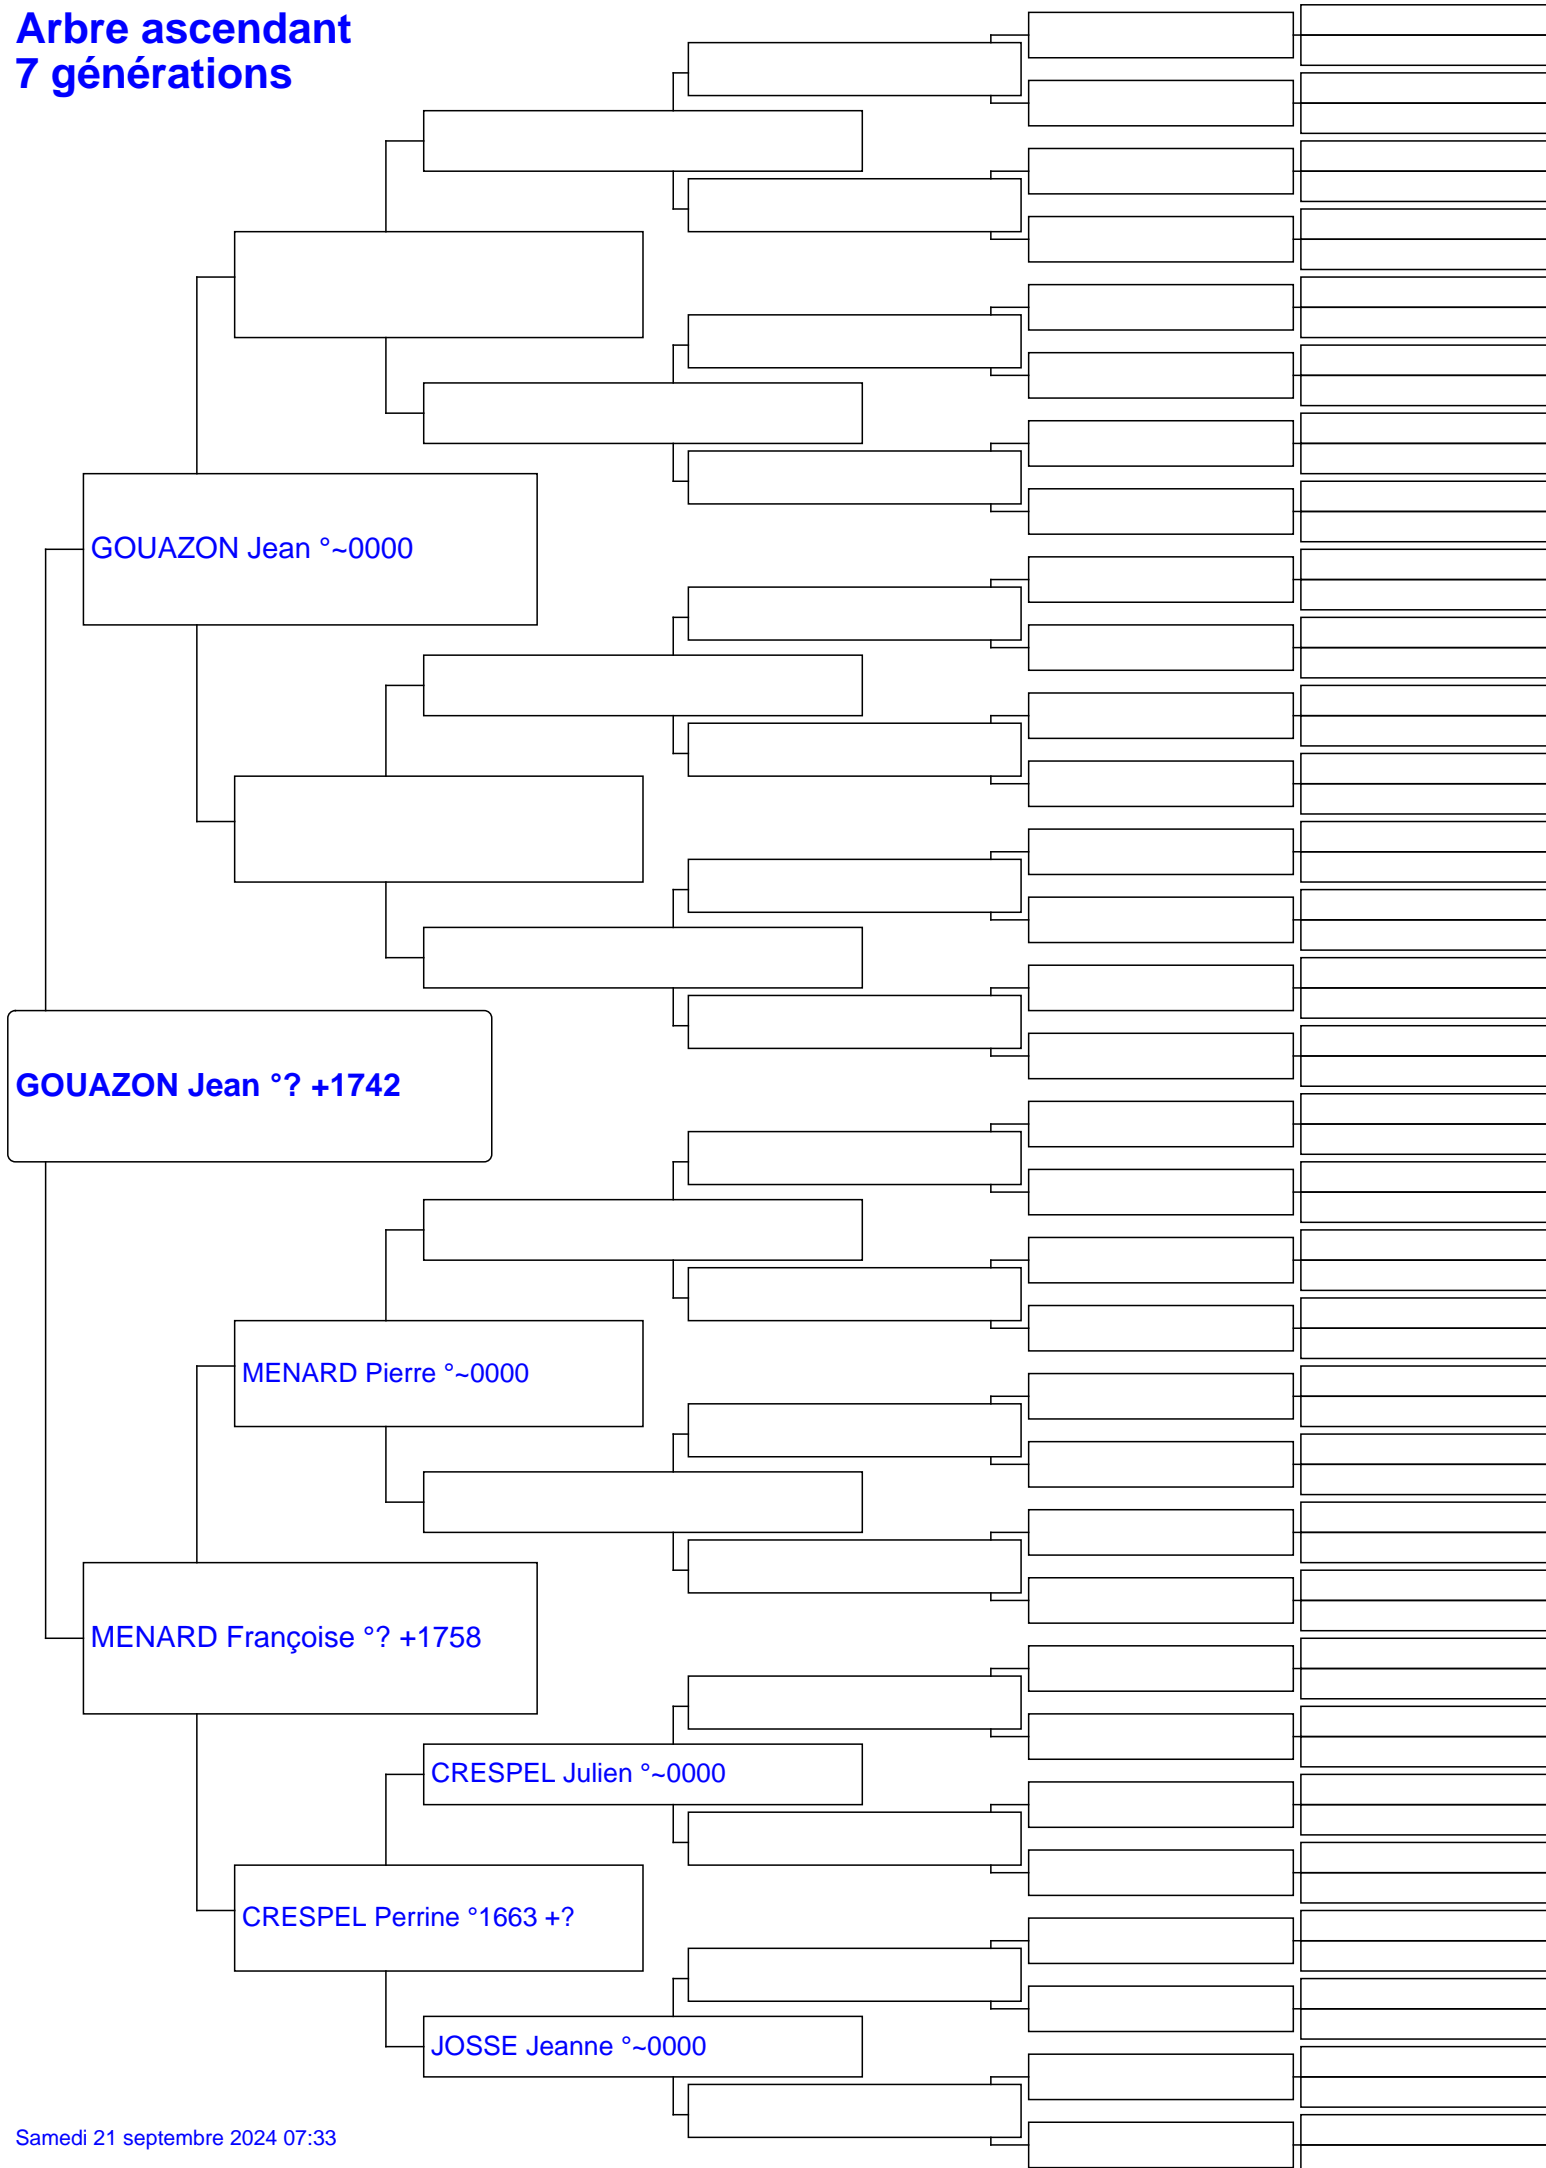 Arbre ascendant
7 générations
GOUAZON Jean °~0000
GOUAZON Jean °? +1742
MENARD Pierre °~0000
MENARD Françoise °? +1758
CRESPEL Julien °~0000
CRESPEL Perrine °1663 +?
JOSSE Jeanne °~0000
Samedi 21 septembre 2024 07:33